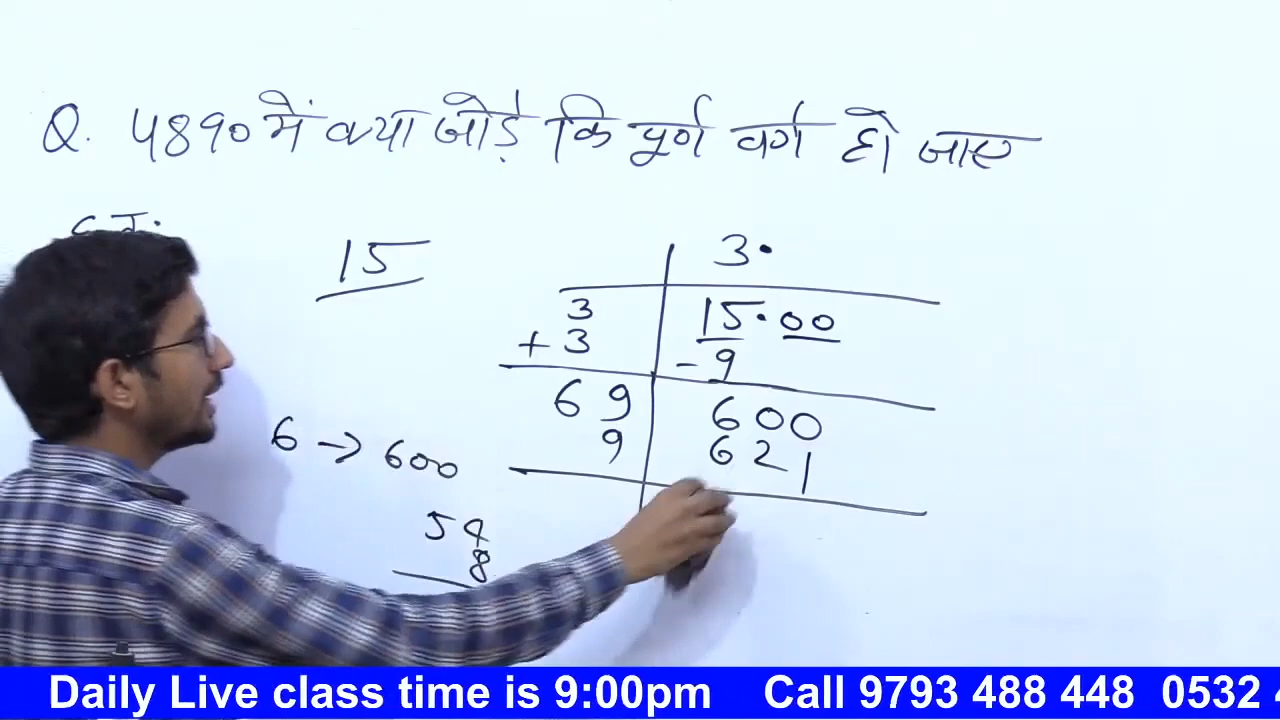 Q. 4890 में क्या जोड़े कि पूर्ण वर्ग हो जाए
15
3.
3 15.00
+3 -9
69 600
9 621
6 → 600
54
8
Daily Live class time is 9:00pm Call 9793 488 448 0532